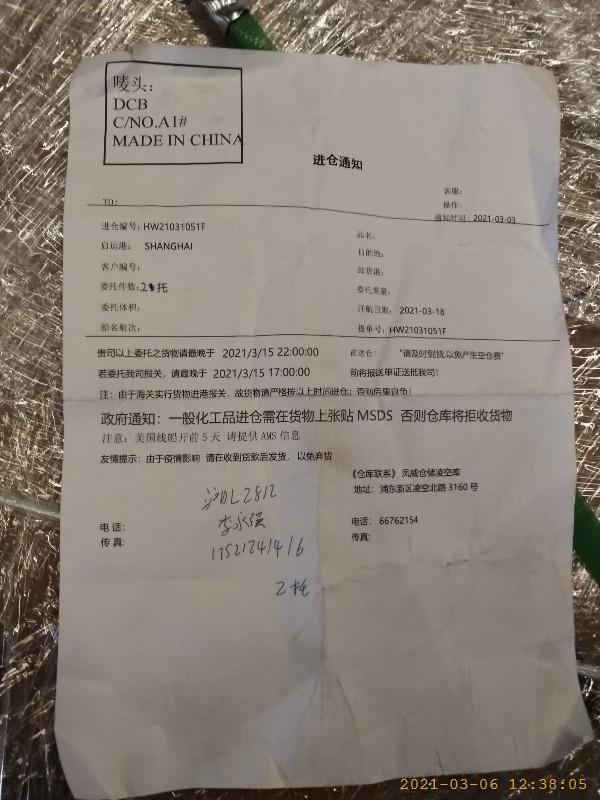 唛头：
DCB
C/NO.A1#
MADE IN CHINA
进仓通知
客服：
TO：
操作：
通知时间：2021-03-03
进仓编号：HW21031051F
品名：
启运港： SHANGHAI
目的地：
客户编号：
卸货港：
委托件数：2 托
委托重量：
委托体积：
开航日期： 2021-03-18
船名航次：
提单号：HW21031051F
贵司以上委托之货物请最晚于 2021/3/15 22:00:00 前进仓： "请及时到货,以免产生空仓费"
若委托我司报关，请最晚于 2021/3/15 17:00:00 前将报送单证送抵我司！
注：由于海关实行货物进港报关，故货物请严格按以上时间进仓；否则后果自负！
政府通知：一般化工品进仓需在货物上张贴 MSDS 否则仓库将拒收货物
注意：美国线船开前 5 天 请提供 AMS 信息
友情提示：由于疫情影响 请在收到货款后发货，以免弃货
《仓库联系》 凤威仓储凌空库
地址：浦东新区凌空北路 3160 号
沪DL2812
电话：
李永强
电话： 66762154
传真：
17521241416
传真：
2托
2021-03-06 12:38:05